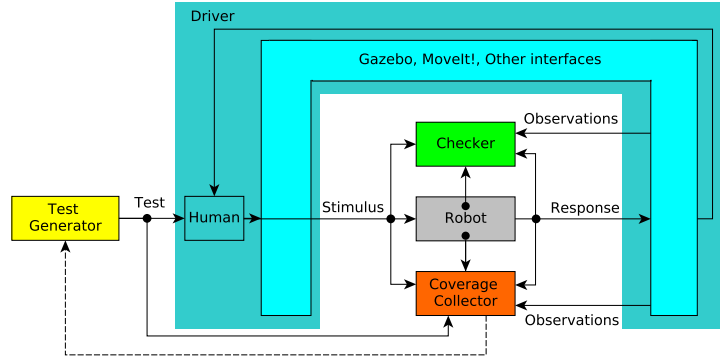 Driver
Gazebo, MoveIt!, Other interfaces
Observations
Checker
Test
Test
Generator
Human
Stimulus
Robot
Response
Coverage
Collector
Observations